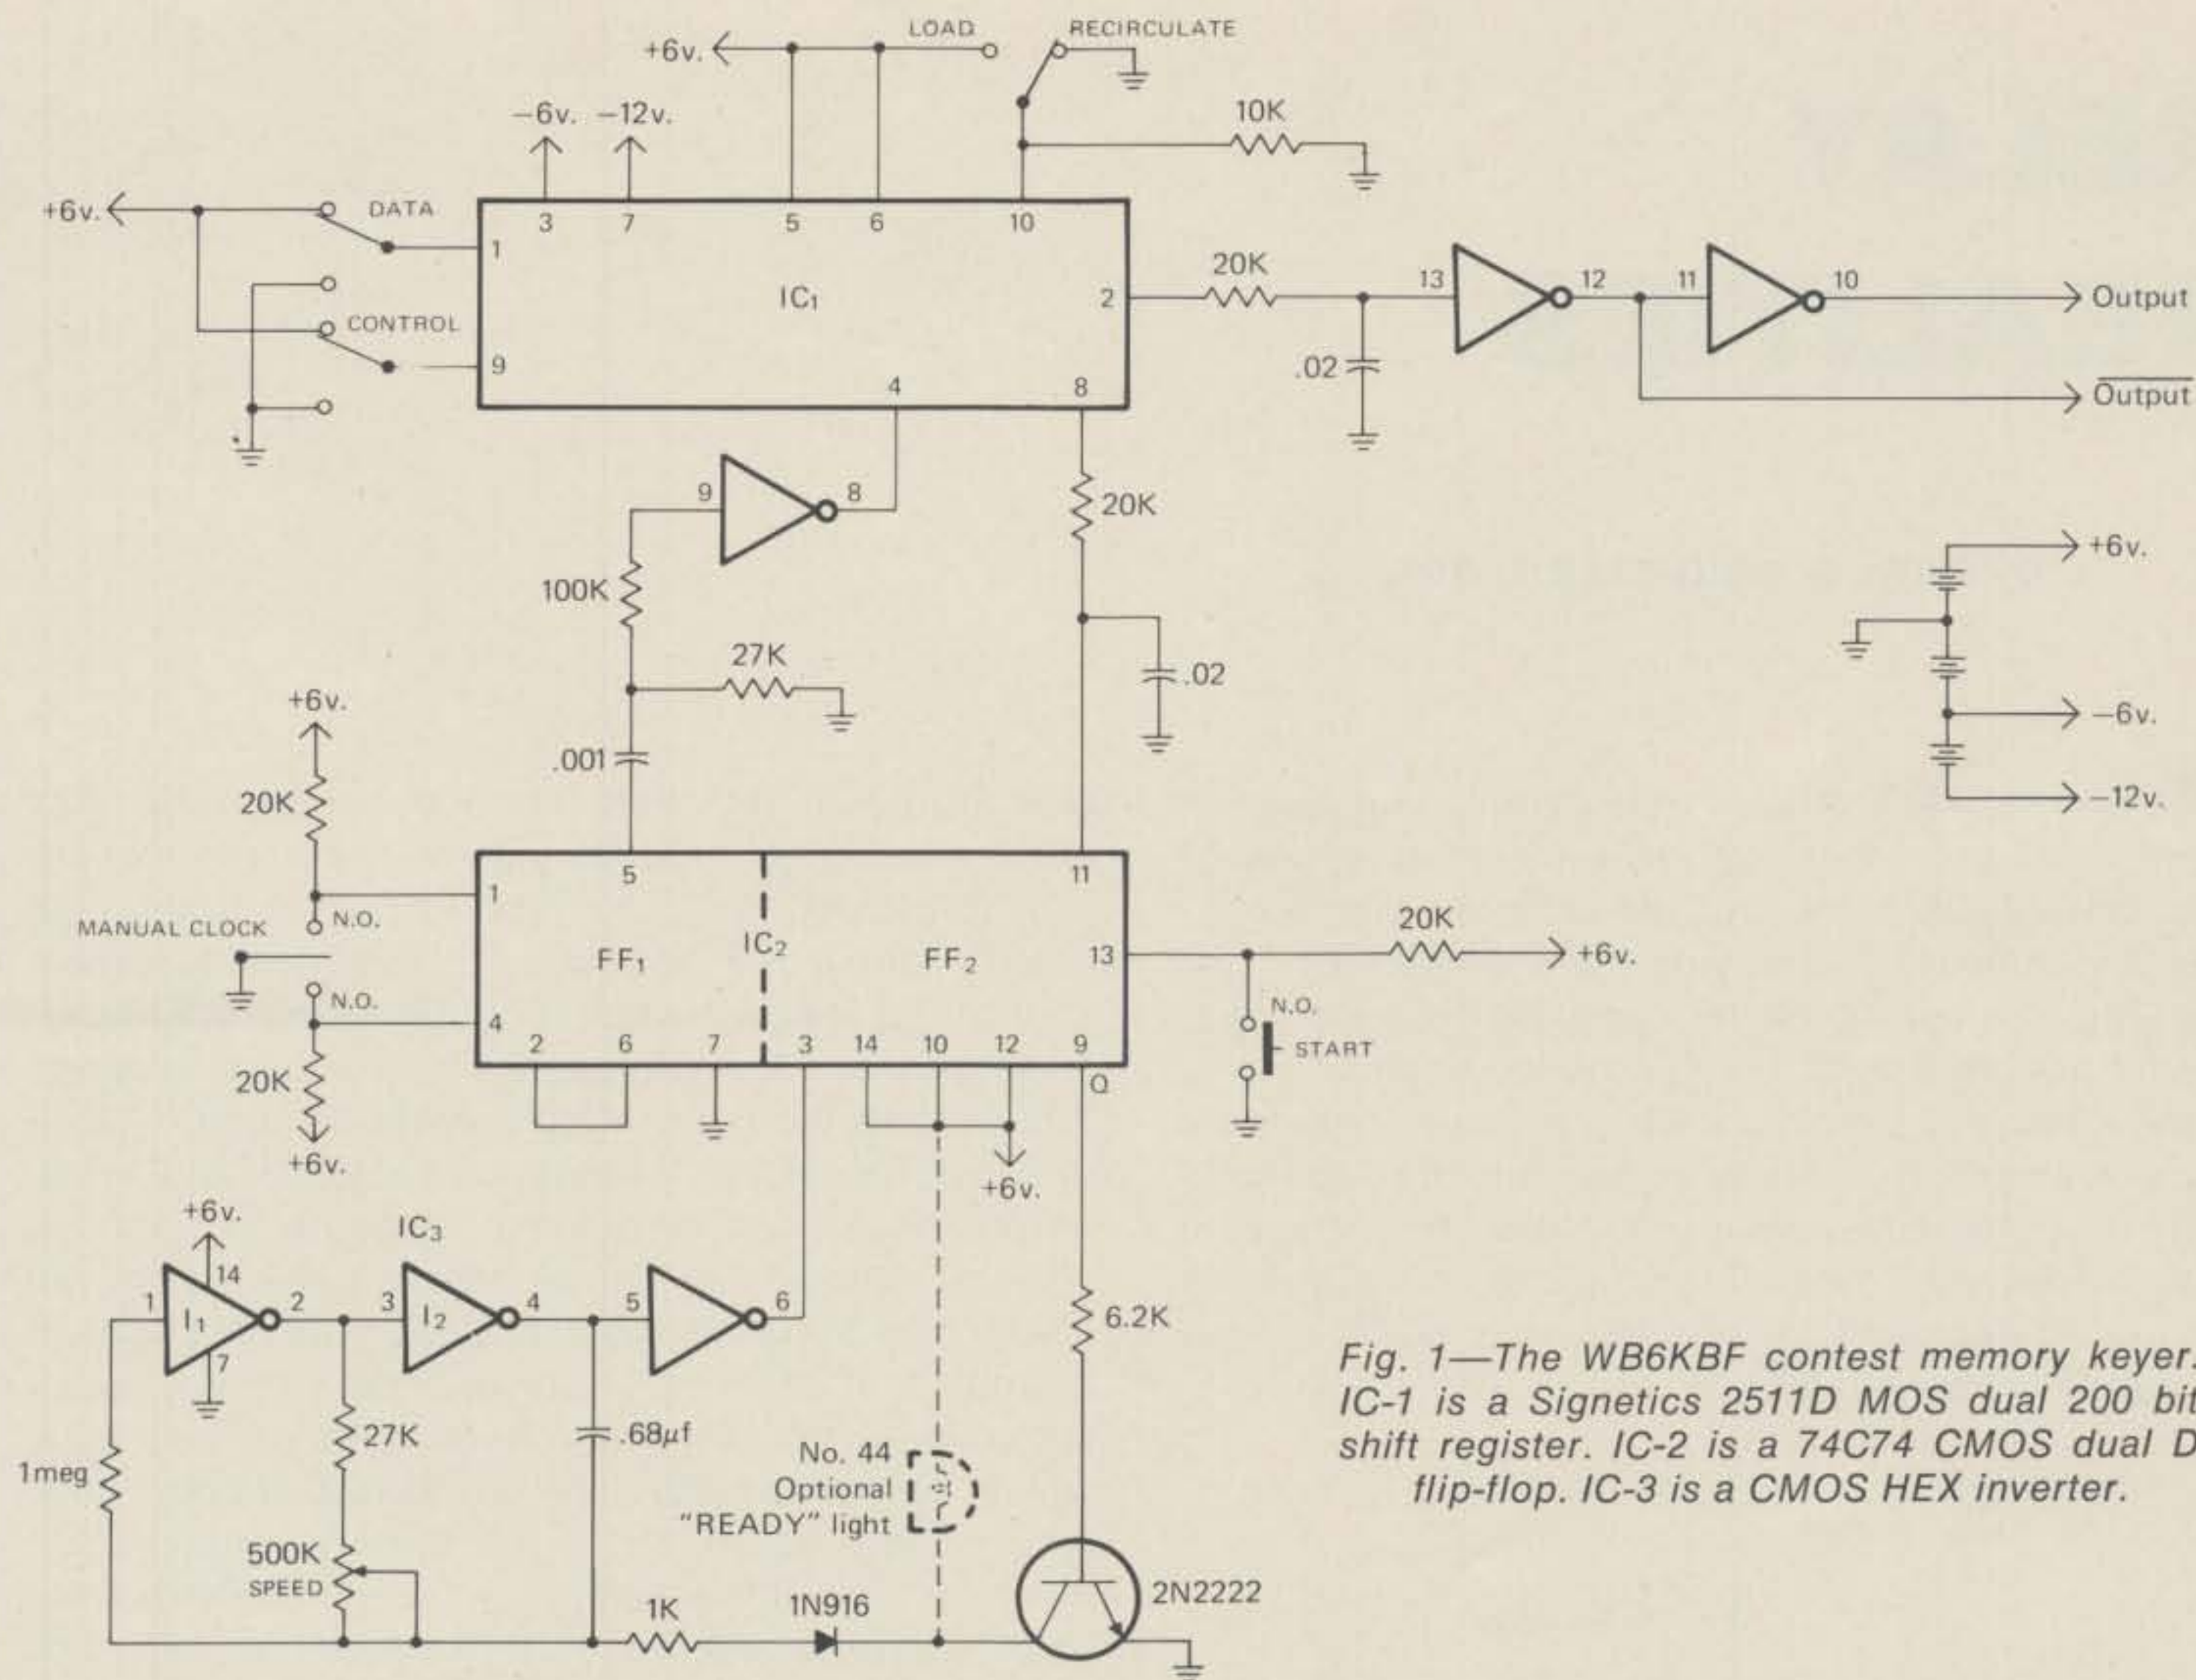 LOAD RECIRCULATE
+6v.
−6v. −12v.
10K
+6v. DATA
3 7 5 6 10
1
20K
13 12 11 10 Output
IC1
2
CONTROL
9
4 8
.02
Output
9 8
20K
+6v.
100K
27K
.02
+6v.
−6v.
.001
20K
−12v.
5 11
1
N.O.
MANUAL CLOCK
IC2
FF1 FF2
13
20K
+6v.
N.O.
4
N.O.
START
2 6 7 3 14 10 12 9
Q
20K
+6v.
+6v.
+6v.
IC3
14
1 I1 2 3 I2 4 5 6
7
6.2K
27K
.68μf
1meg
No. 44
Optional
"READY" light
500K
SPEED
1K 1N916 2N2222
Fig. 1—The WB6KBF contest memory keyer.
IC-1 is a Signetics 2511D MOS dual 200 bit
shift register. IC-2 is a 74C74 CMOS dual D
flip-flop. IC-3 is a CMOS HEX inverter.